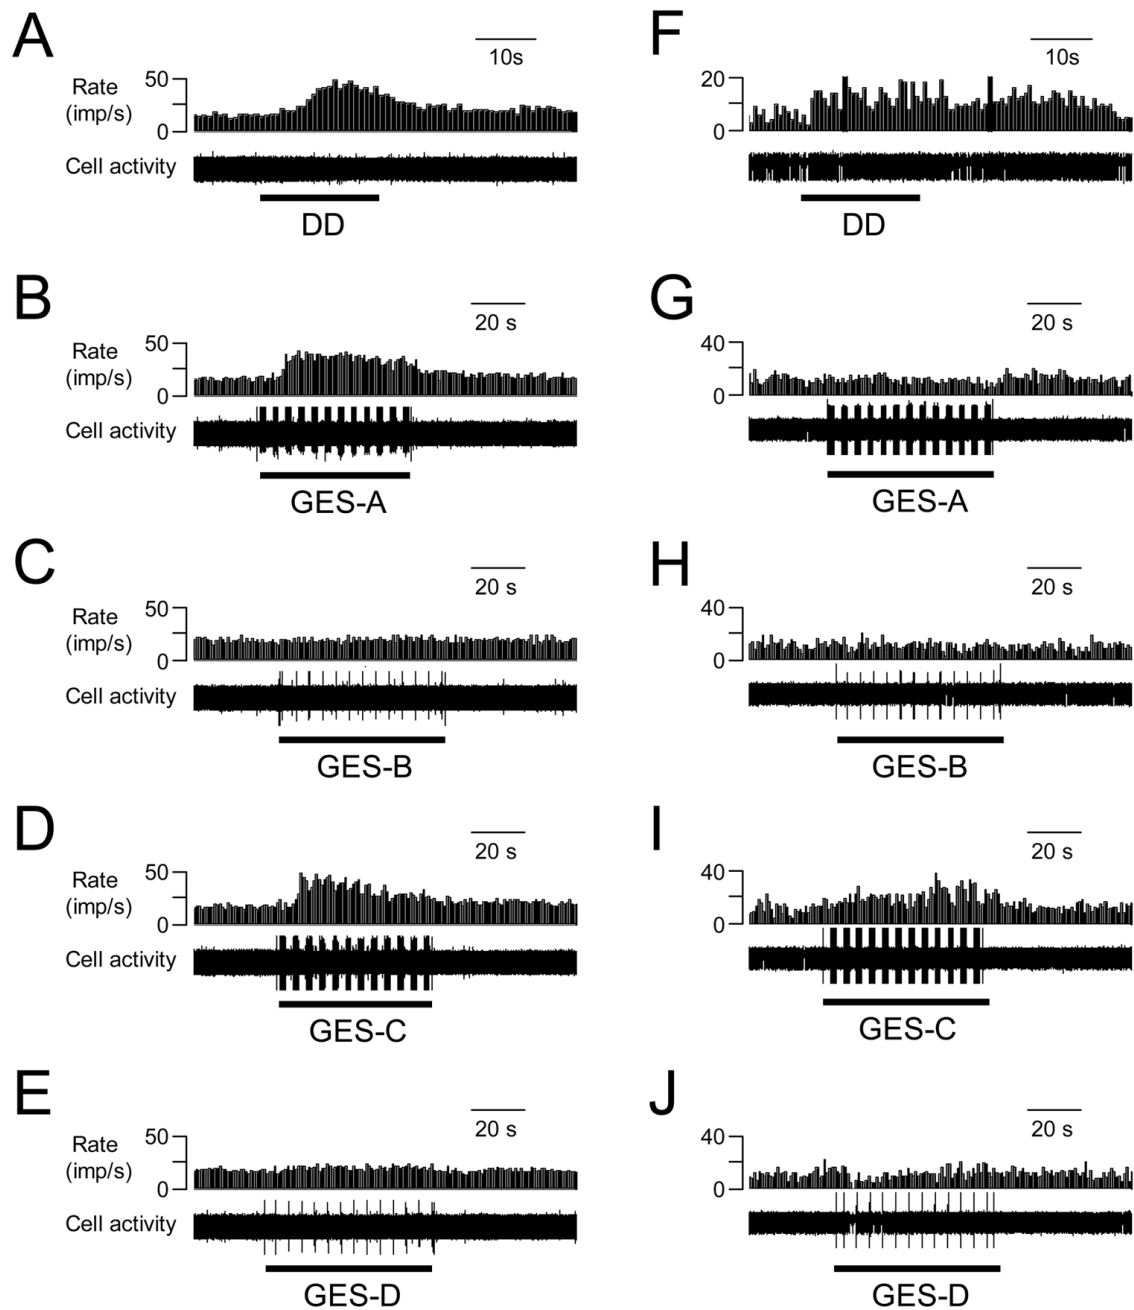 A
10s
Rate
(imp/s)
50
0
Cell activity
DD
F
10s
20
0
DD
B
20 s
Rate
(imp/s)
50
0
Cell activity
GES-A
G
20 s
40
0
GES-A
C
20 s
Rate
(imp/s)
50
0
Cell activity
GES-B
H
20 s
40
0
GES-B
D
20 s
Rate
(imp/s)
50
0
Cell activity
GES-C
I
20 s
40
0
GES-C
E
20 s
Rate
(imp/s)
50
0
Cell activity
GES-D
J
20 s
40
0
GES-D